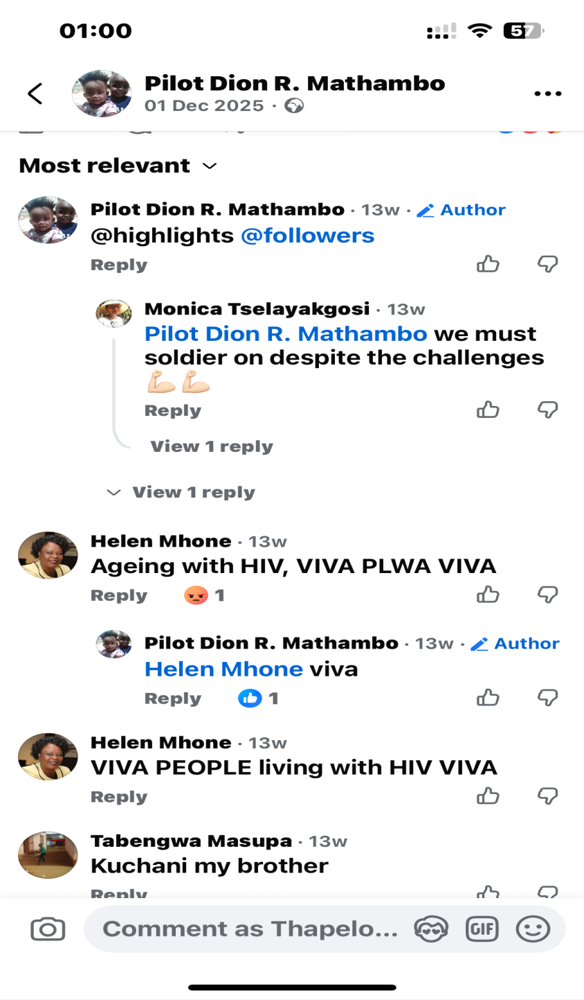 01:00
57
Pilot Dion R. Mathambo
01 Dec 2025 ·
Most relevant
Pilot Dion R. Mathambo · 13w · Author
@highlights @followers
Reply
Monica Tselayakgosi · 13w
Pilot Dion R. Mathambo we must
soldier on despite the challenges
💪🏻💪🏻
Reply
View 1 reply
View 1 reply
Helen Mhone · 13w
Ageing with HIV, VIVA PLWA VIVA
Reply 😡 1
Pilot Dion R. Mathambo · 13w · Author
Helen Mhone viva
Reply 1
Helen Mhone · 13w
VIVA PEOPLE living with HIV VIVA
Reply
Tabengwa Masupa · 13w
Kuchani my brother
Reply
Comment as Thapelo...
GIF